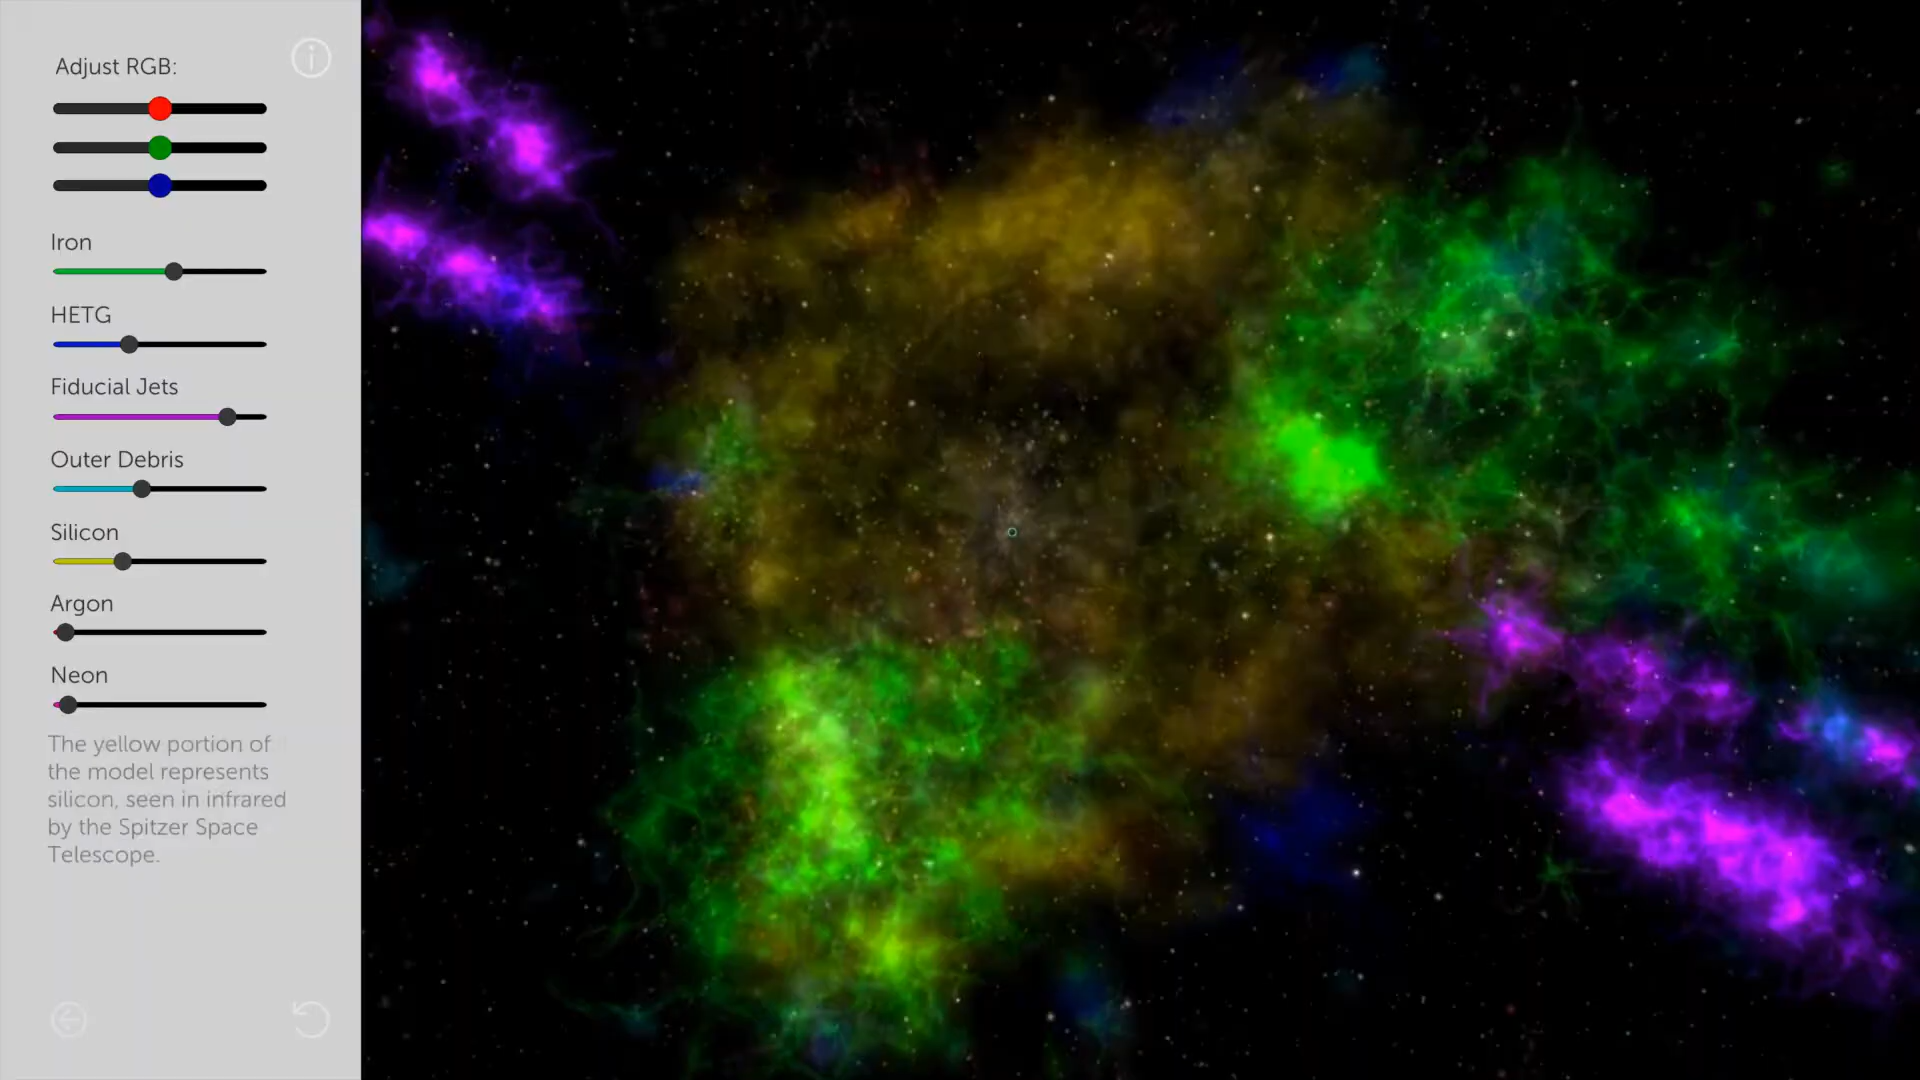 Adjust RGB:
Iron
HETG
Fiducial Jets
Outer Debris
Silicon
Argon
Neon
The yellow portion of
the model represents
silicon, seen in infrared
by the Spitzer Space
Telescope.